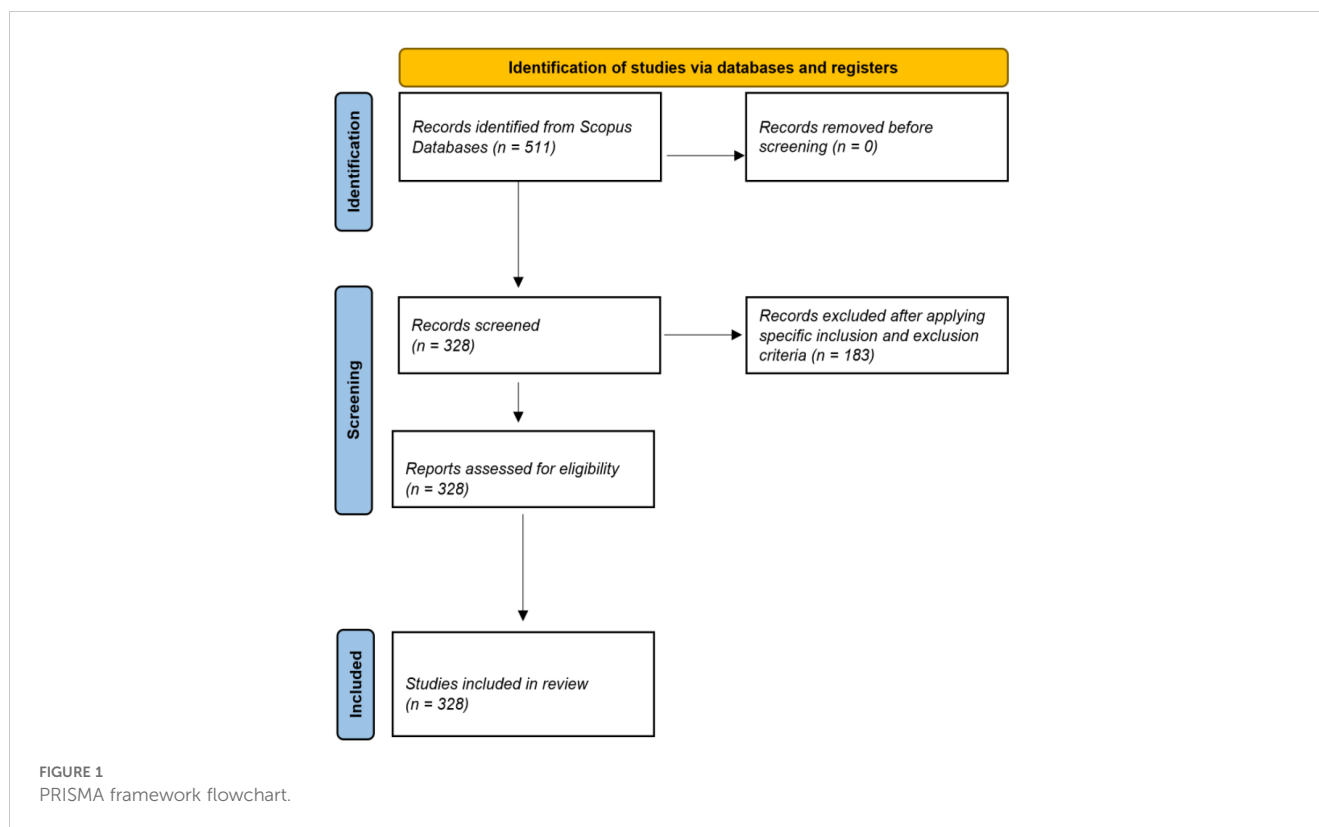 Identification of studies via databases and registers
Identification
Records identified from Scopus
Databases (n = 511)
Records removed before
screening (n = 0)
Screening
Records screened
(n = 328)
Records excluded after applying
specific inclusion and exclusion
criteria (n = 183)
Reports assessed for eligibility
(n = 328)
Included
Studies included in review
(n = 328)
FIGURE 1
PRISMA framework flowchart.